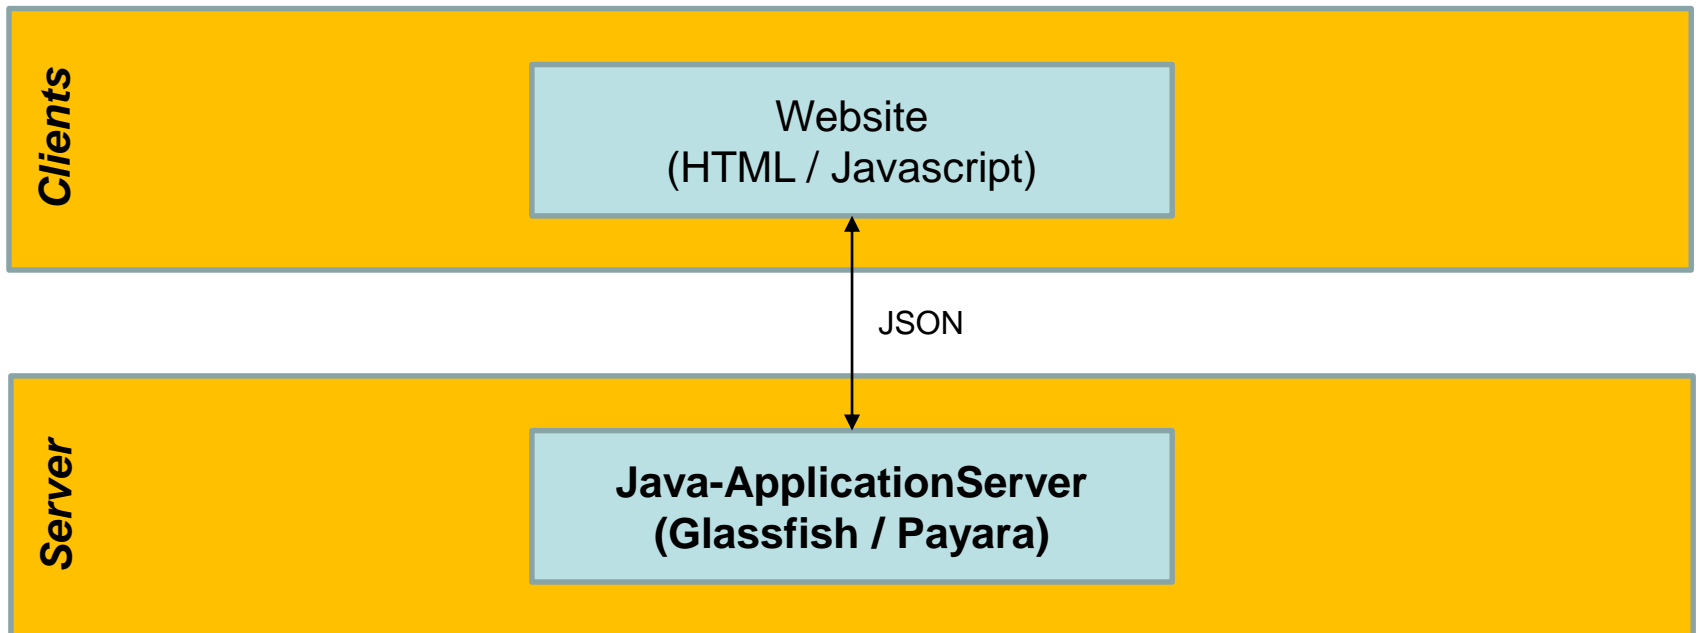 Clients
Website
(HTML / Javascript)
JSON
Server
Java-ApplicationServer
(Glassfish / Payara)